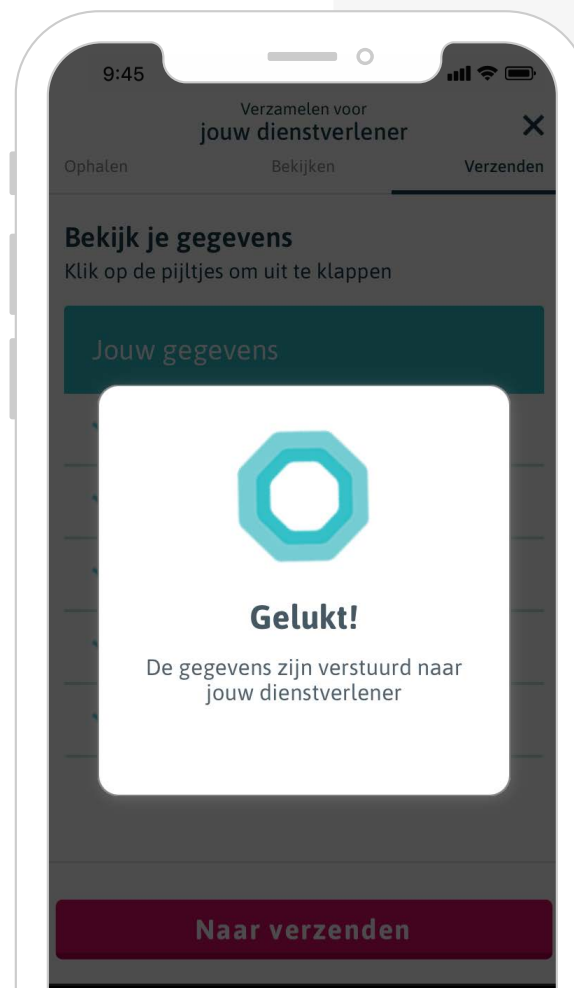 9:45
Verzamelen voor
jouw dienstverlener
Ophalen Bekijken Verzenden
Bekijk je gegevens
Klik op de pijltjes om uit te klappen
Jouw gegevens
Gelukt!
De gegevens zijn verstuurd naar
jouw dienstverlener
Naar verzenden